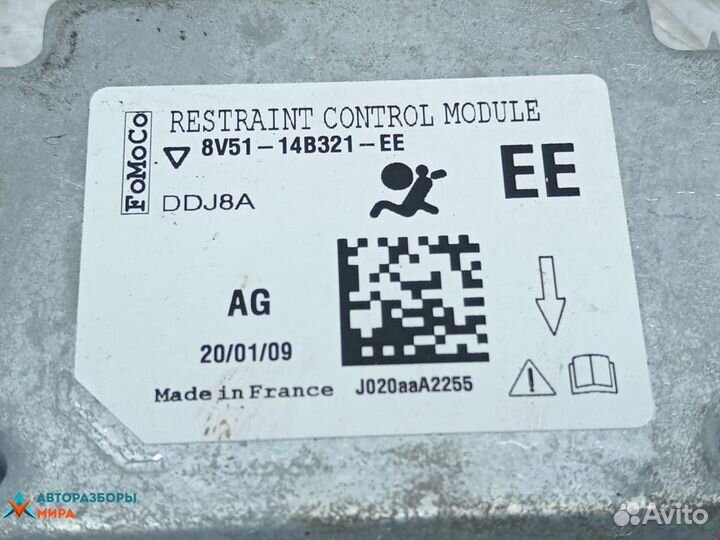 FoMoCo
RESTRAINT CONTROL MODULE
8V51-14B321-EE
EE
DDJ8A
AG
20/01/09
Made in France
J020aaA2255
АВТОРАЗБОРЫ
МИРА
Avito